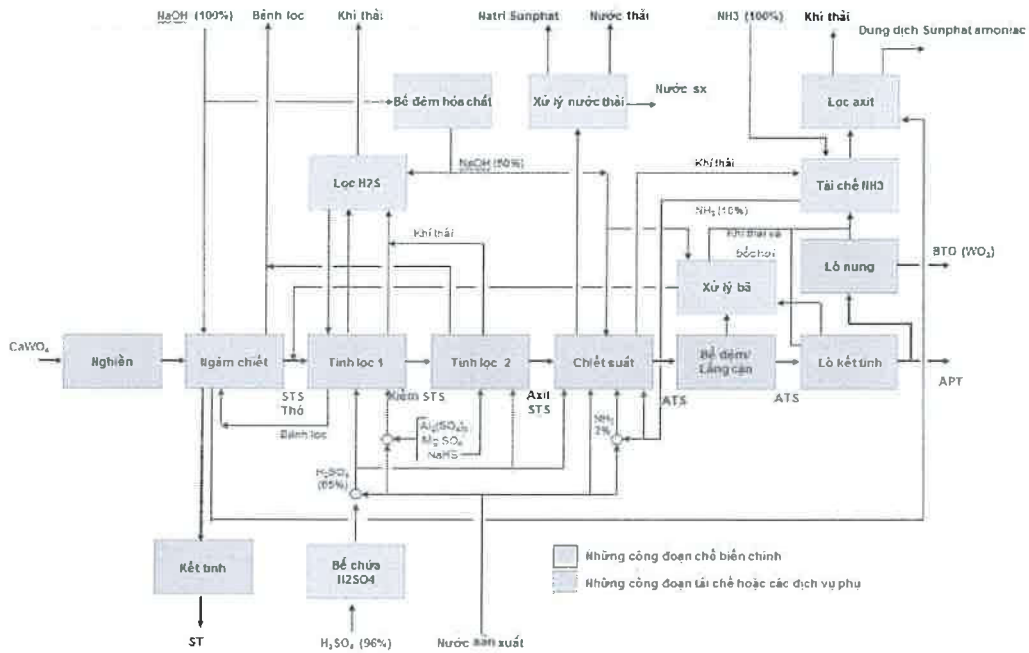 NaOH (100%)
Bánh lọc
Khí thải
Natri Sunphat
Nước thải
NH3 (100%)
Khí thải
Dung dịch Sunphat amoniac
Bể đệm hóa chất
Xử lý nước thải
Nước sx
Lọc axit
NaOH (50%)
Khí thải
Lọc H2S
Tái chế NH3
NH₃ (10%)
Khí thải
Khí thải và
bốc hơi
Lò nung
BTO (WO₃)
Xử lý bã
CaWO₄
Nghiền
Ngâm chiết
Tinh lọc 1
Tinh lọc 2
Chiết suất
Bể đệm/
Lắng cặn
Lò kết tinh
APT
STS
Thô
Kiềm STS
Axit
STS
ATS
ATS
Bánh lọc
Al₂(SO₄)₃
Mg SO₄
NaHS
NH₃
2%
H₂SO₄
(65%)
Kết tinh
Bể chứa
H2SO4
Những công đoạn chế biến chính
Những công đoạn tái chế hoặc các dịch vụ phụ
ST
H₂SO₄ (96%)
Nước sản xuất